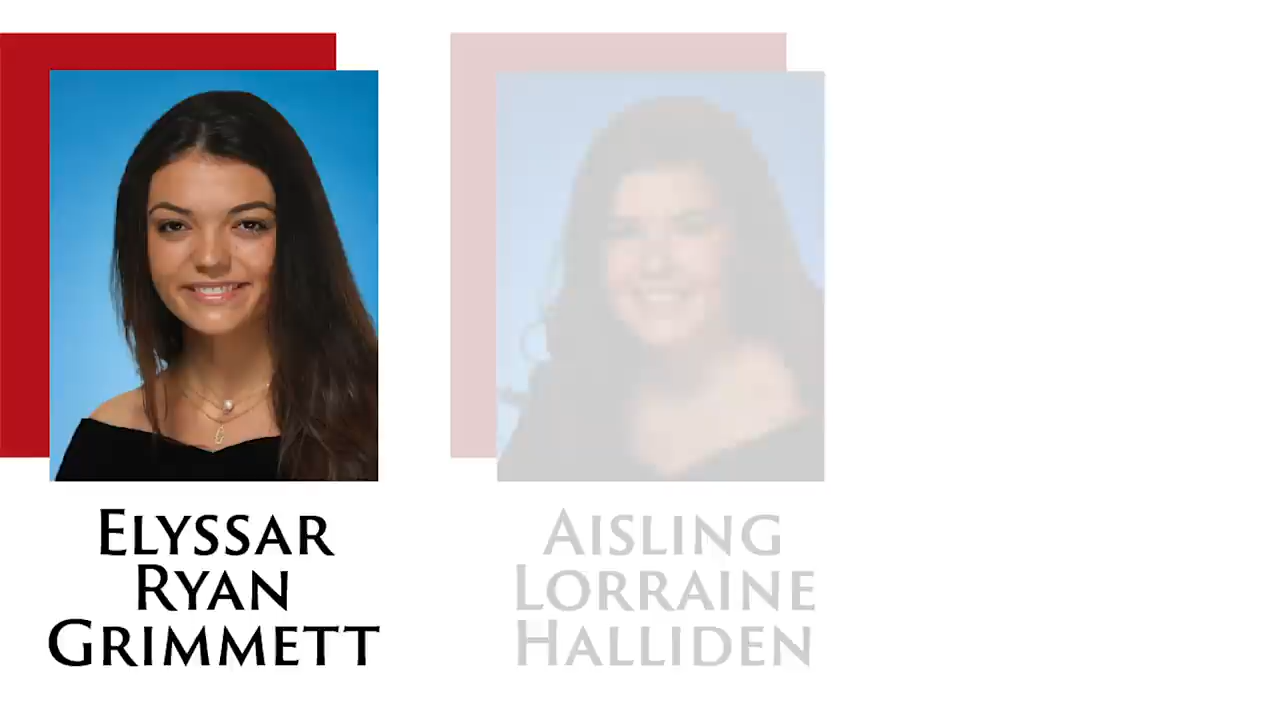 Elyssar
Ryan
Grimmett
Aisling
Lorraine
Halliden